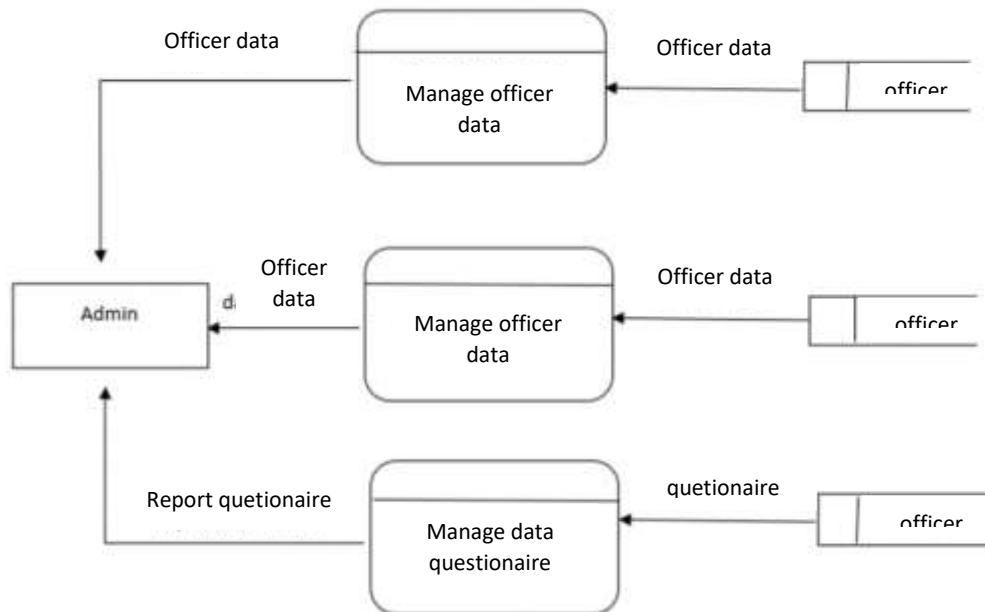 Officer data
Officer data
Manage officer
data
officer
Officer
data
Officer data
Admin
Manage officer
data
officer
Report quetionaire
quetionaire
Manage data
questionaire
officer